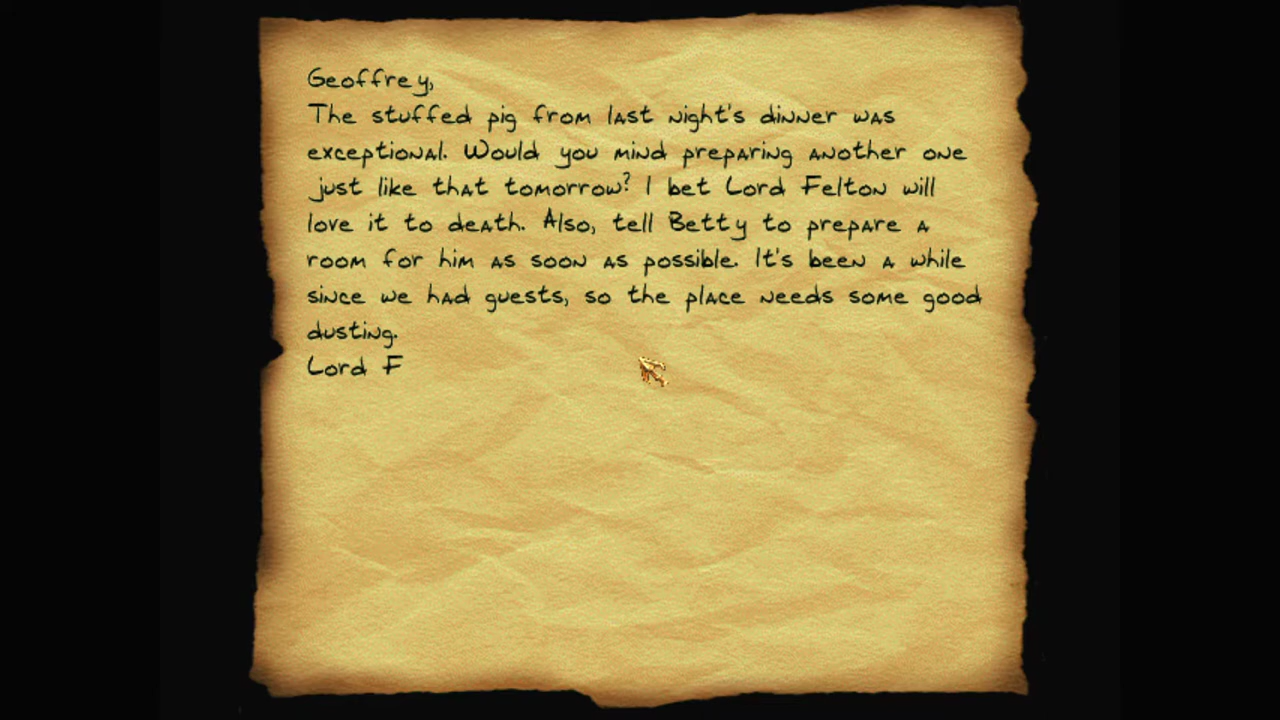 Geoffrey,
The stuffed pig from last night's dinner was
exceptional. Would you mind preparing another one
just like that tomorrow? I bet Lord Felton will
love it to death. Also, tell Betty to prepare a
room for him as soon as possible. It's been a while
since we had guests, so the place needs some good
dusting.
Lord F